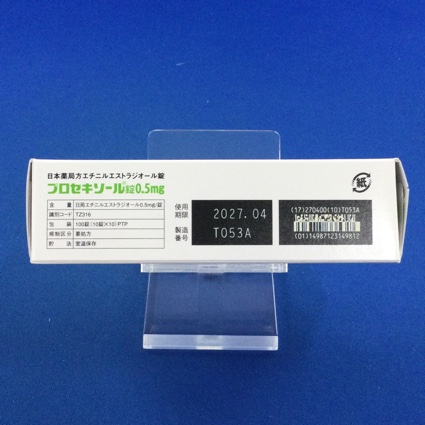 日本薬局方エチニルエストラジオール錠
プロセキソール錠0.5mg
含量 日局エチニルエストラジオール0.5mg/錠
識別コード TZ316
包装 100錠(10錠×10)PTP
規制区分 要処方
貯法 室温保存
使用期限 2027.04
製造番号 T053A
紙
(17)270400(10)T053A
(01)14987123149812